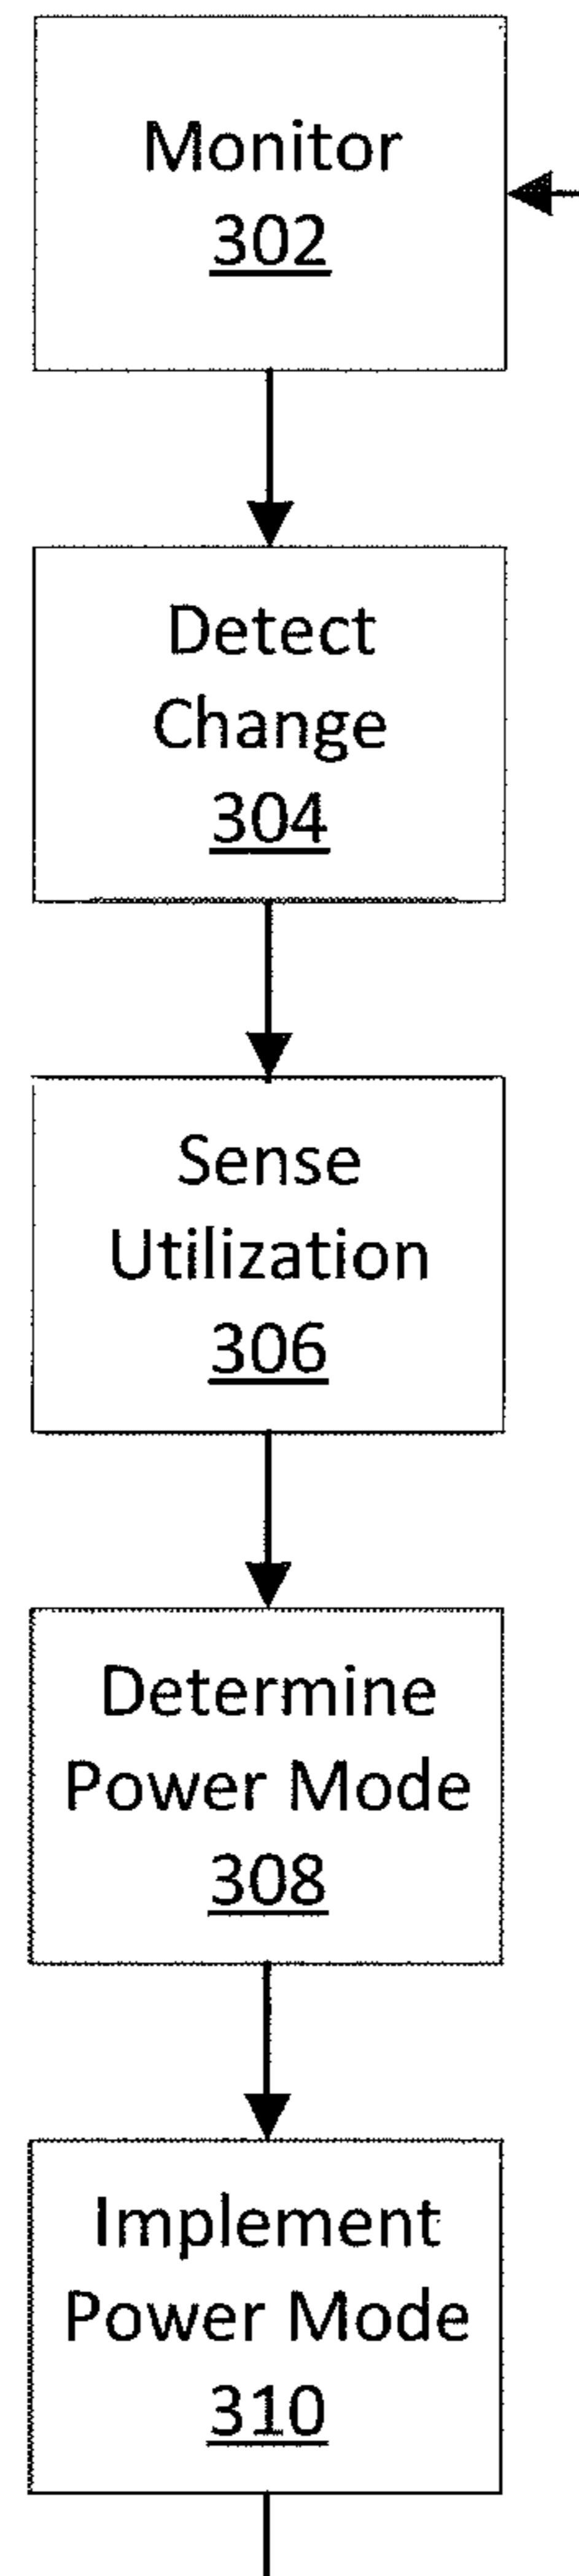 Monitor
302
Detect
Change
304
Sense
Utilization
306
Determine
Power Mode
308
Implement
Power Mode
310